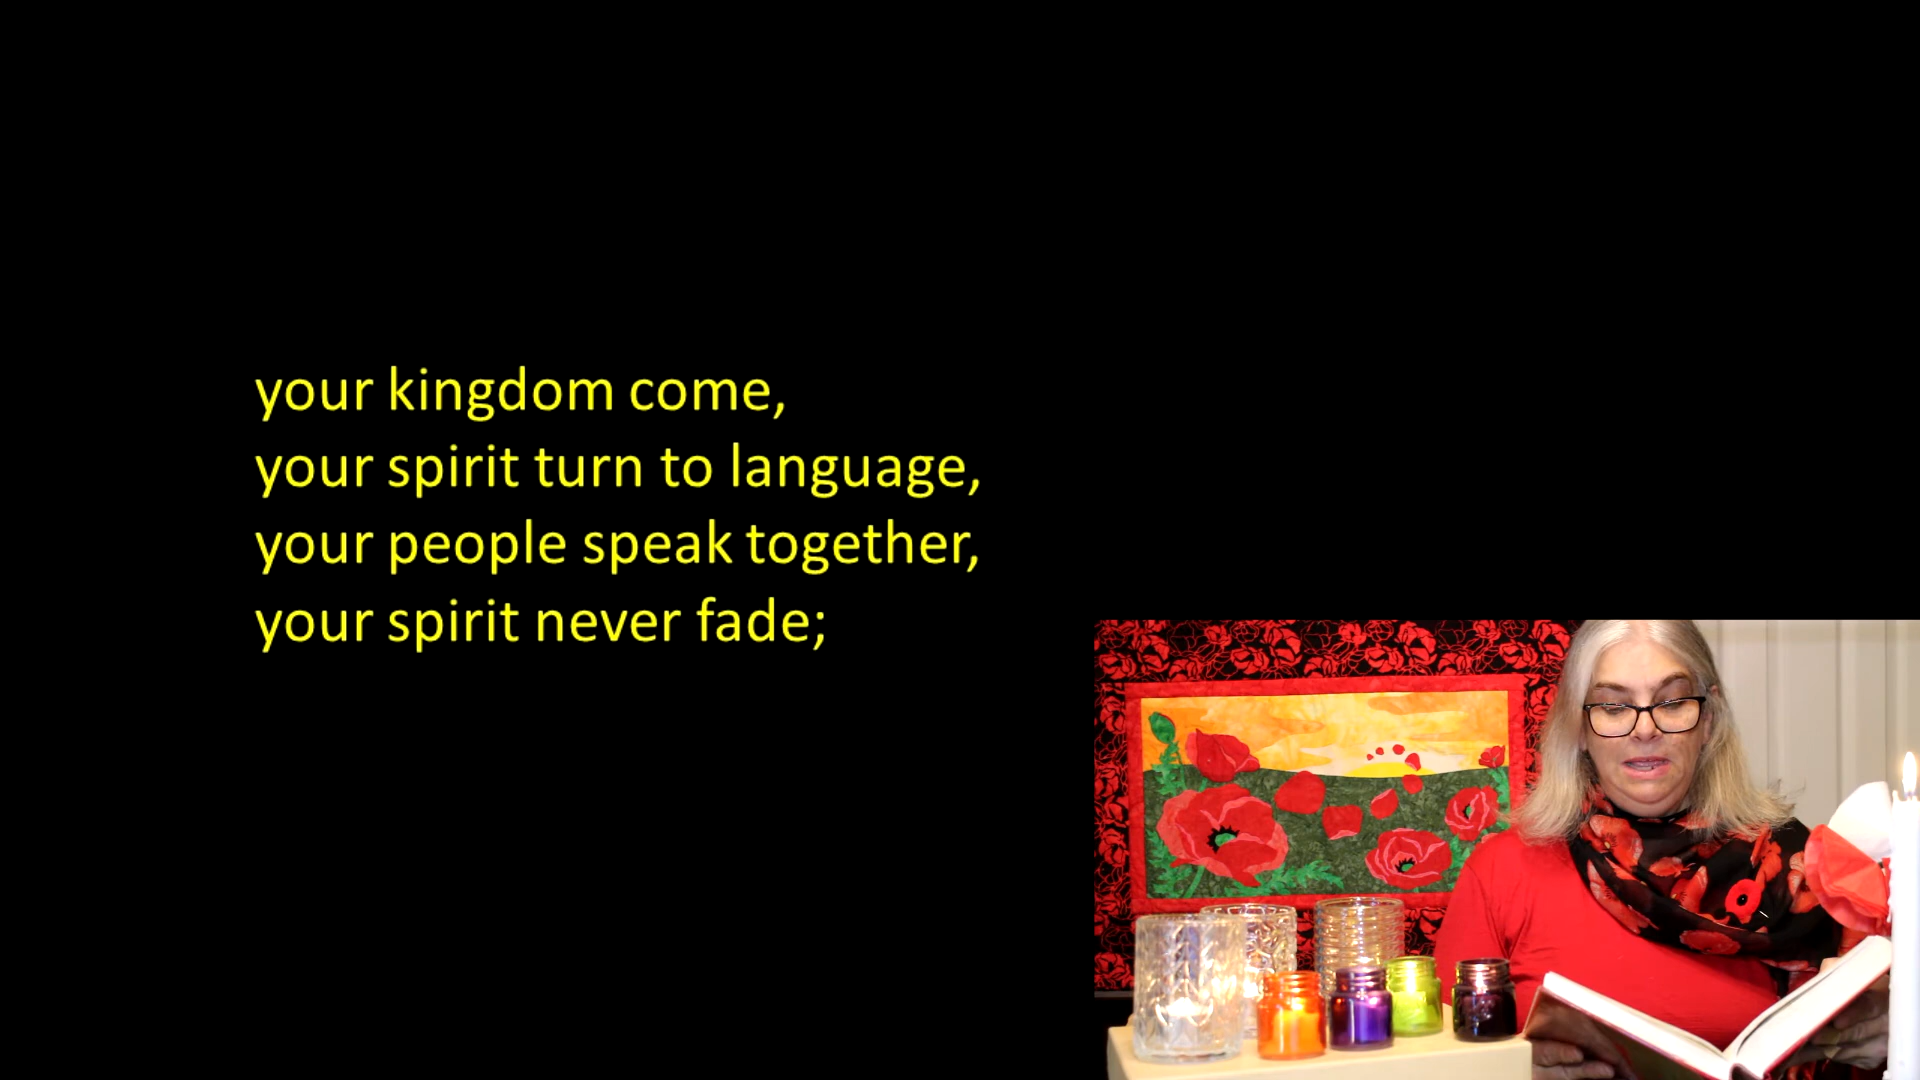 your kingdom come,
your spirit turn to language,
your people speak together,
your spirit never fade;